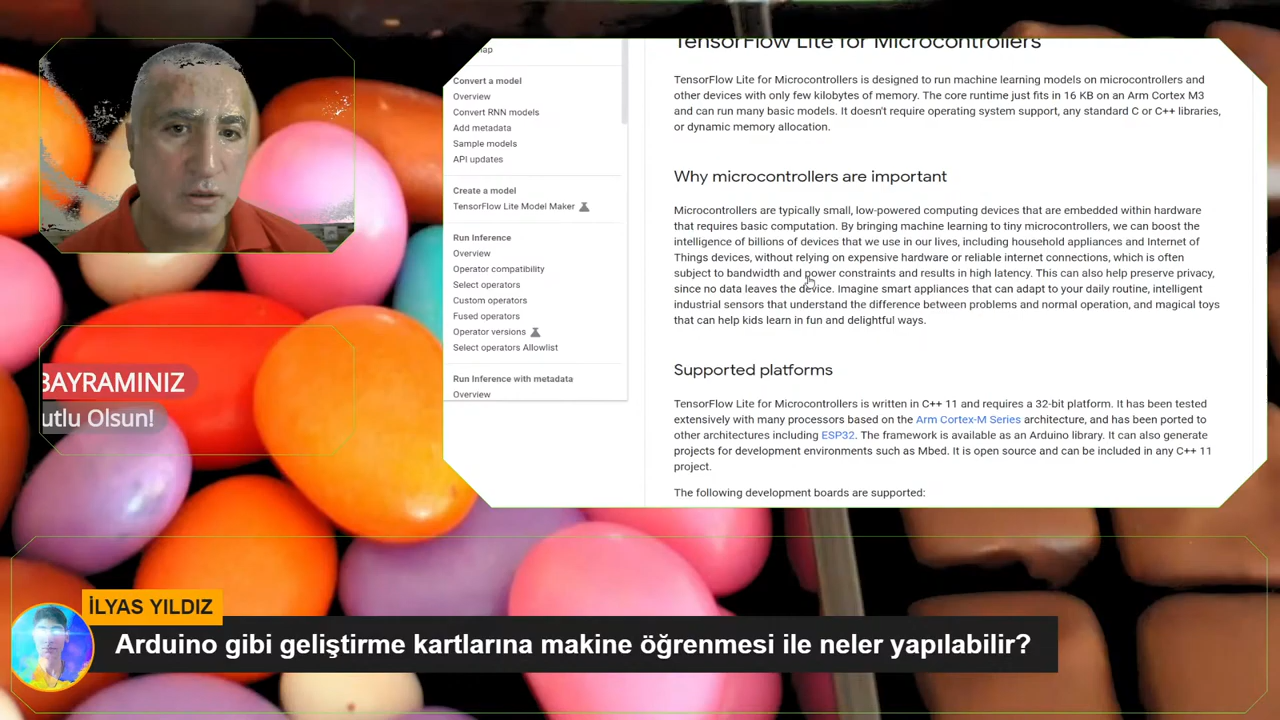 TensorFlow Lite for Microcontrollers
TensorFlow Lite for Microcontrollers is designed to run machine learning models on microcontrollers and
other devices with only few kilobytes of memory. The core runtime just fits in 16 KB on an Arm Cortex M3
and can run many basic models. It doesn't require operating system support, any standard C or C++ libraries,
or dynamic memory allocation.
Why microcontrollers are important
Microcontrollers are typically small, low-powered computing devices that are embedded within hardware
that requires basic computation. By bringing machine learning to tiny microcontrollers, we can boost the
intelligence of billions of devices that we use in our lives, including household appliances and Internet of
Things devices, without relying on expensive hardware or reliable internet connections, which is often
subject to bandwidth and power constraints and results in high latency. This can also help preserve privacy,
since no data leaves the device. Imagine smart appliances that can adapt to your daily routine, intelligent
industrial sensors that understand the difference between problems and normal operation, and magical toys
that can help kids learn in fun and delightful ways.
Supported platforms
TensorFlow Lite for Microcontrollers is written in C++ 11 and requires a 32-bit platform. It has been tested
extensively with many processors based on the Arm Cortex-M Series architecture, and has been ported to
other architectures including ESP32. The framework is available as an Arduino library. It can also generate
projects for development environments such as Mbed. It is open source and can be included in any C++ 11
project.
The following development boards are supported:
Convert a model
Overview
Convert RNN models
Add metadata
Sample models
API updates
Create a model
TensorFlow Lite Model Maker
Run Inference
Overview
Operator compatibility
Select operators
Custom operators
Fused operators
Operator versions
Select operators Allowlist
Run Inference with metadata
Overview
BAYRAMINIZ
utlu Olsun!
İLYAS YILDIZ
Arduino gibi geliştirme kartlarına makine öğrenmesi ile neler yapılabilir?